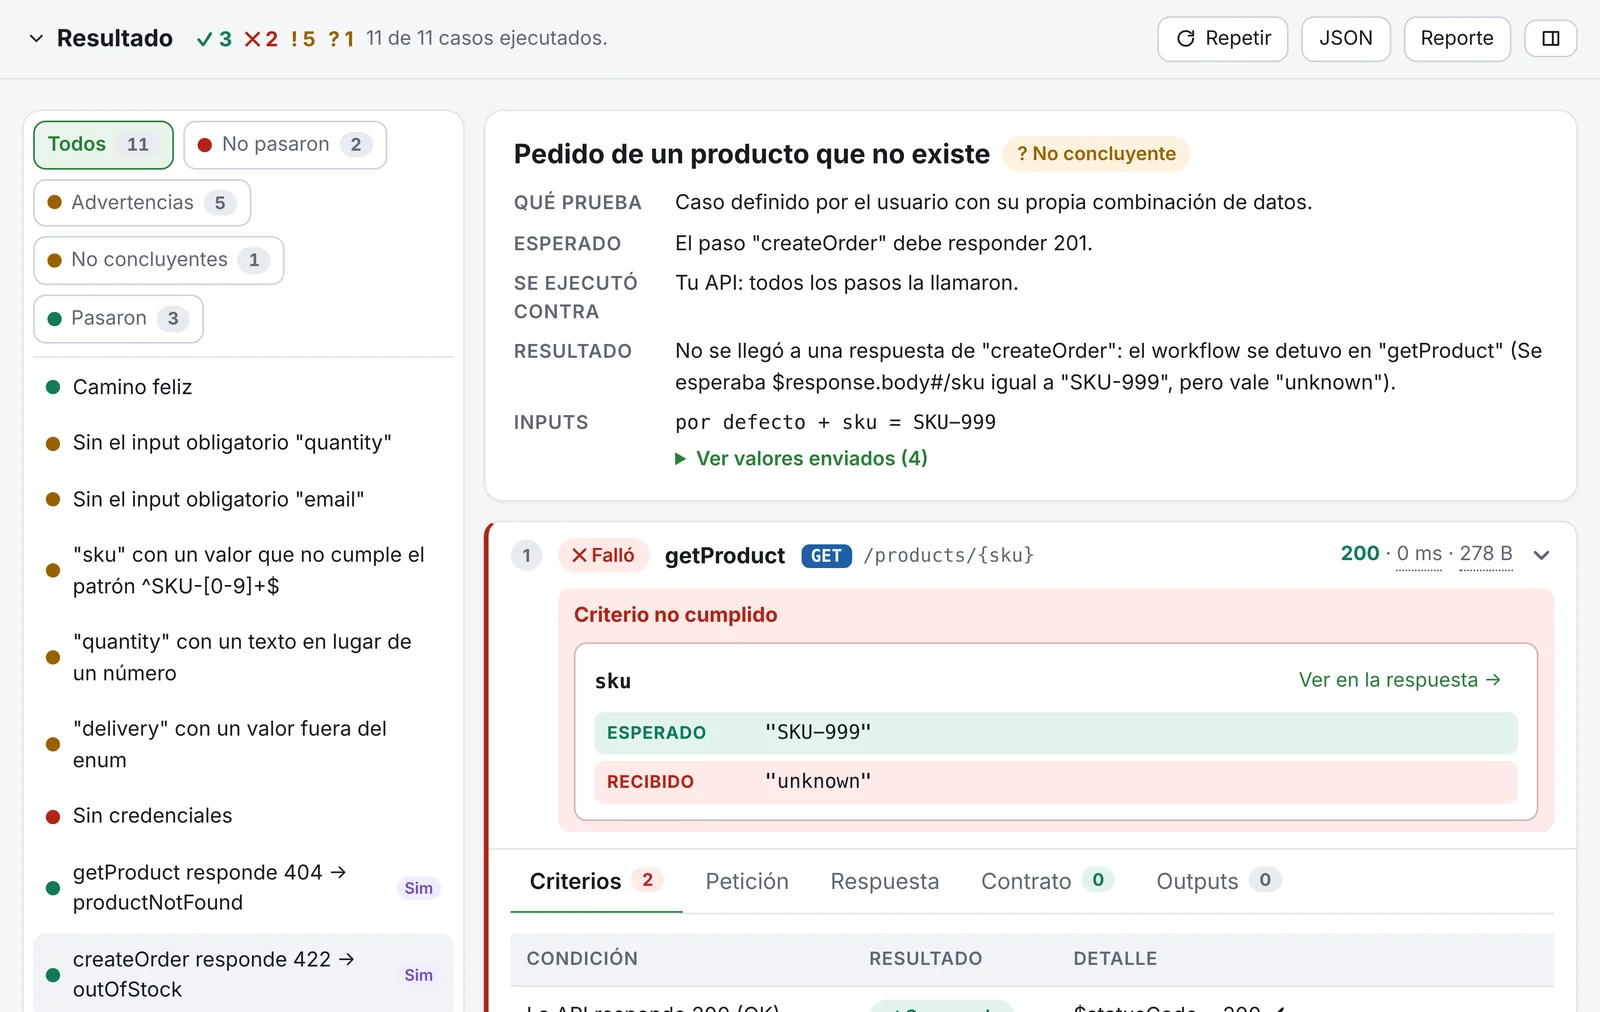 Resultado ✓ 3 ✕ 2 ! 5 ? 1 11 de 11 casos ejecutados.
Repetir JSON Reporte
Todos 11
No pasaron 2
Advertencias 5
No concluyentes 1
Pasaron 3
Camino feliz
Sin el input obligatorio "quantity"
Sin el input obligatorio "email"
"sku" con un valor que no cumple el
patrón ^SKU-[0-9]+$
"quantity" con un texto en lugar de
un número
"delivery" con un valor fuera del
enum
Sin credenciales
getProduct responde 404 →
productNotFound
Sim
createOrder responde 422 →
outOfStock
Sim
Pedido de un producto que no existe ? No concluyente
QUÉ PRUEBA Caso definido por el usuario con su propia combinación de datos.
ESPERADO El paso "createOrder" debe responder 201.
SE EJECUTÓ
CONTRA
Tu API: todos los pasos la llamaron.
RESULTADO No se llegó a una respuesta de "createOrder": el workflow se detuvo en "getProduct" (Se
esperaba $response.body#/sku igual a "SKU-999", pero vale "unknown").
INPUTS por defecto + sku = SKU-999
▶ Ver valores enviados (4)
1 ✕ Falló getProduct GET /products/{sku} 200 · 0 ms · 278 B
Criterio no cumplido
sku Ver en la respuesta →
ESPERADO "SKU-999"
RECIBIDO "unknown"
Criterios 2 Petición Respuesta Contrato 0 Outputs 0
CONDICIÓN RESULTADO DETALLE
La API responde 200 (OK)